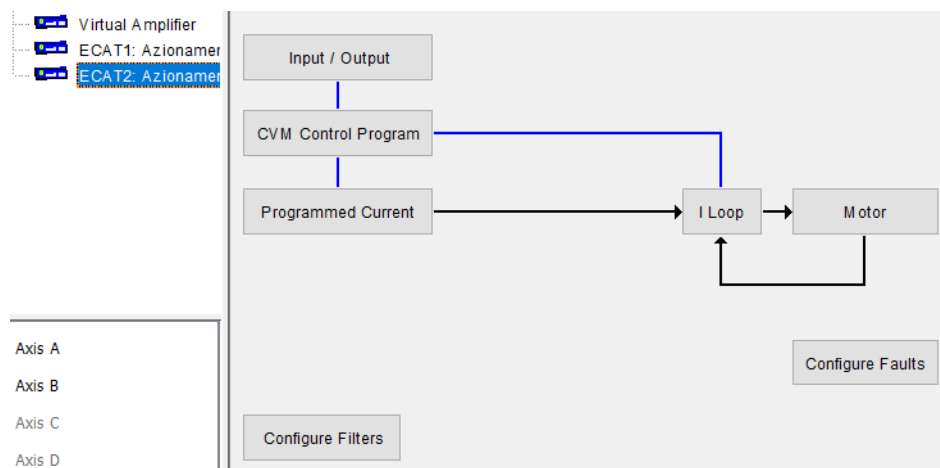 Virtual Amplifier
ECAT1: Azionamer
ECAT2: Azionamer
Axis A
Axis B
Axis C
Axis D
Input / Output
CVM Control Program
Programmed Current
I Loop
Motor
Configure Faults
Configure Filters